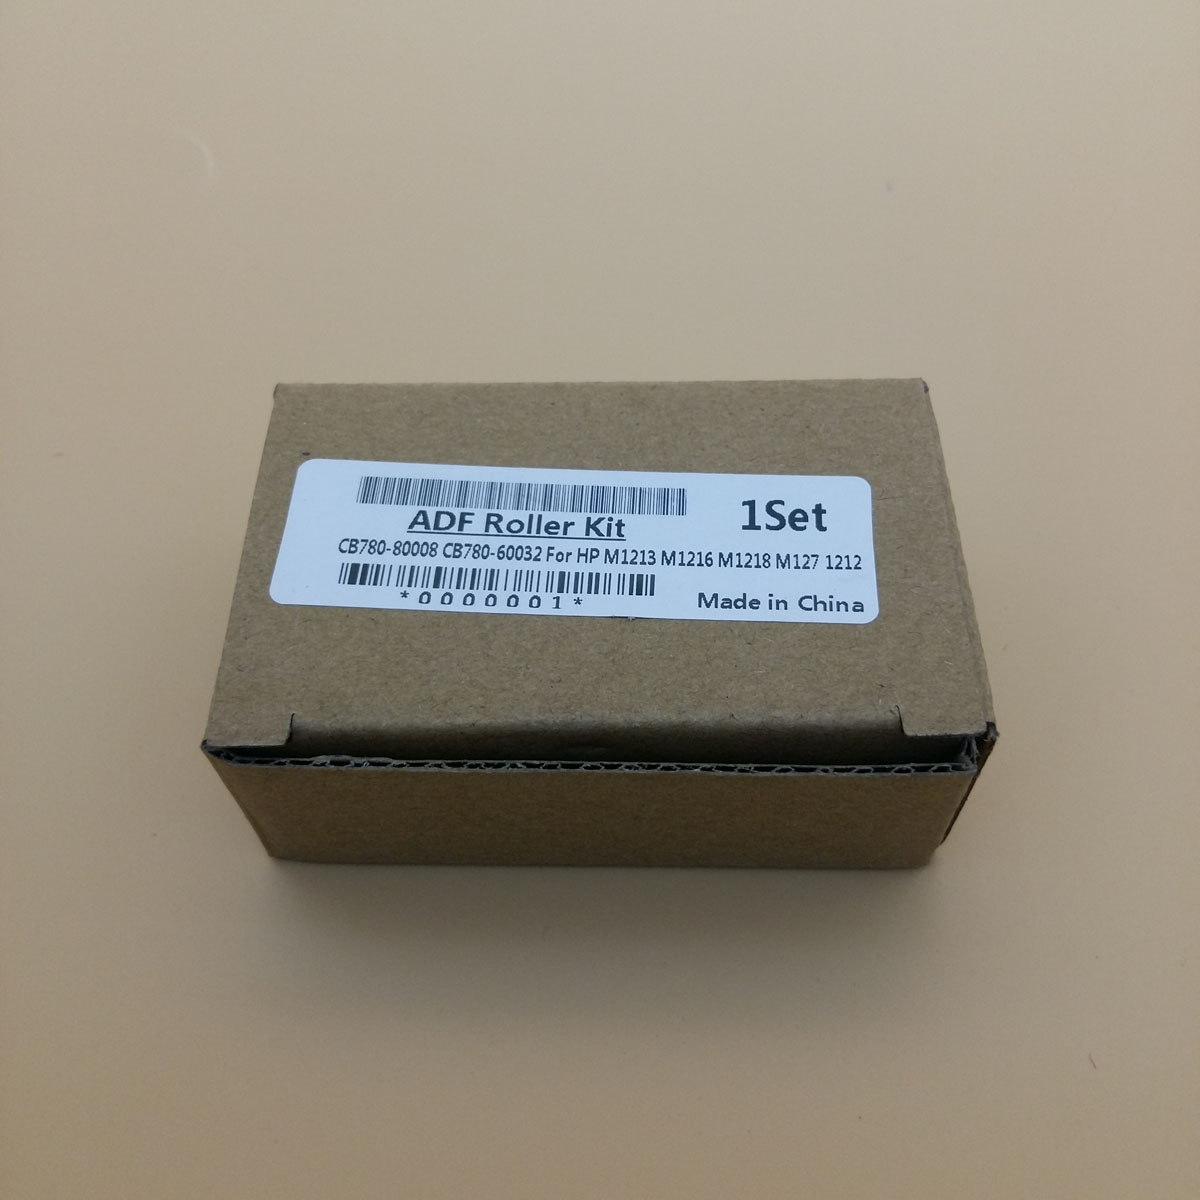 ADF Roller Kit
1Set
CB780-80008 CB780-60032 For HP M1213 M1216 M1218 M127 1212
*0000001*
Made in China